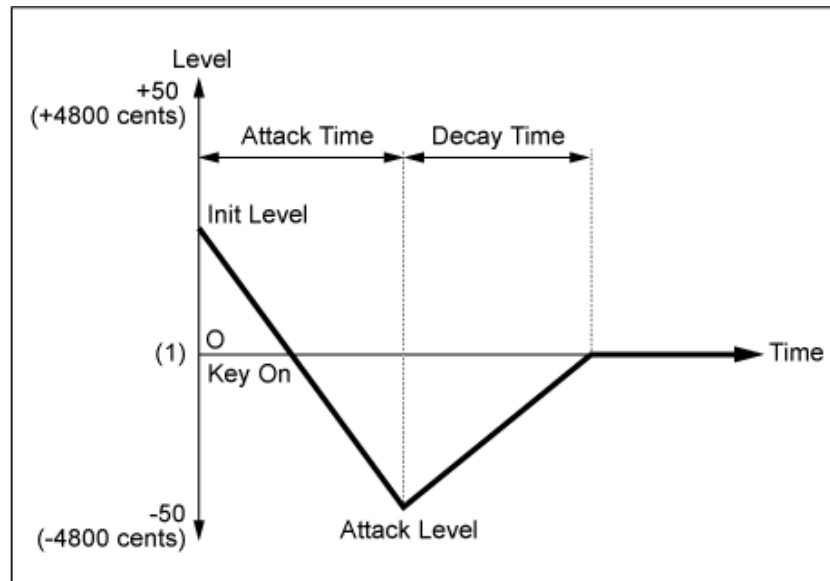 Level
+50
(+4800 cents)
Attack Time
Decay Time
Init Level
O
(1)
Time
Key On
-50
(-4800 cents)
Attack Level